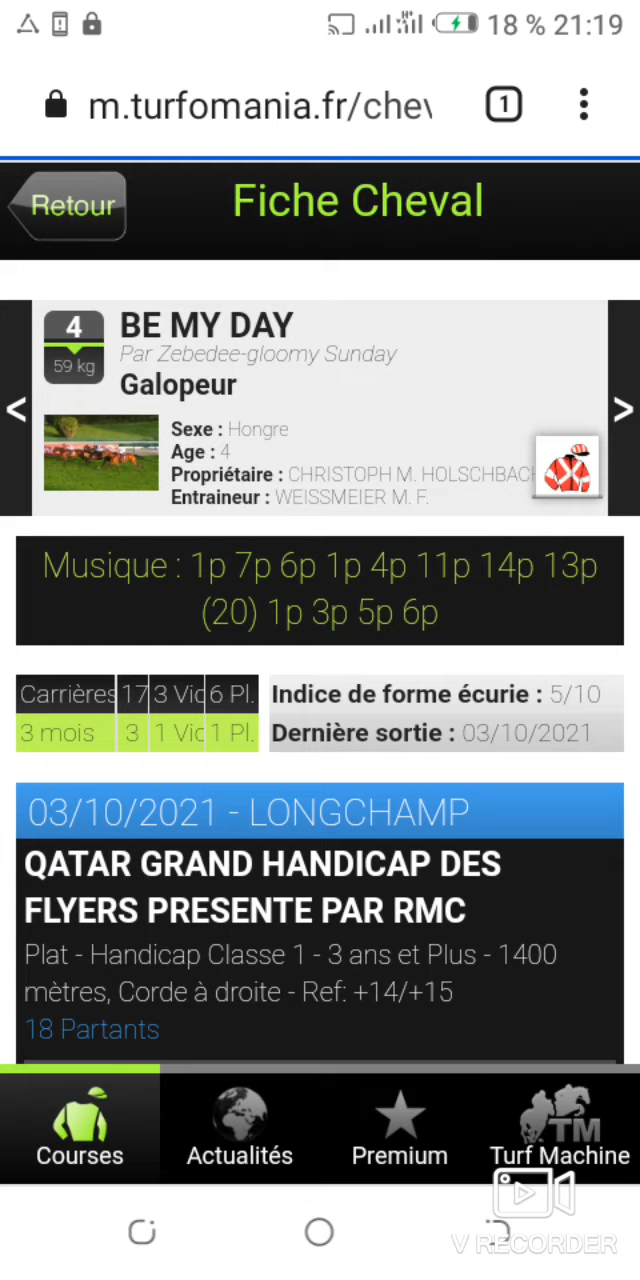 18 % 21:19
m.turfomania.fr/chev
1
Retour
Fiche Cheval
4
59 kg
BE MY DAY
Par Zebedee-gloomy Sunday
Galopeur
Sexe : Hongre
Age : 4
Propriétaire : CHRISTOPH M. HOLSCHBACH
Entraineur : WEISSMEIER M. F.
< >
Musique : 1p 7p 6p 1p 4p 11p 14p 13p
(20) 1p 3p 5p 6p
Carrières 17 3 Vic 6 Pl.
3 mois 3 1 Vic 1 Pl.
Indice de forme écurie : 5/10
Dernière sortie : 03/10/2021
03/10/2021 - LONGCHAMP
QATAR GRAND HANDICAP DES
FLYERS PRESENTE PAR RMC
Plat - Handicap Classe 1 - 3 ans et Plus - 1400
mètres, Corde à droite - Ref: +14/+15
18 Partants
TM
Courses Actualités Premium Turf Machine
V RECORDER